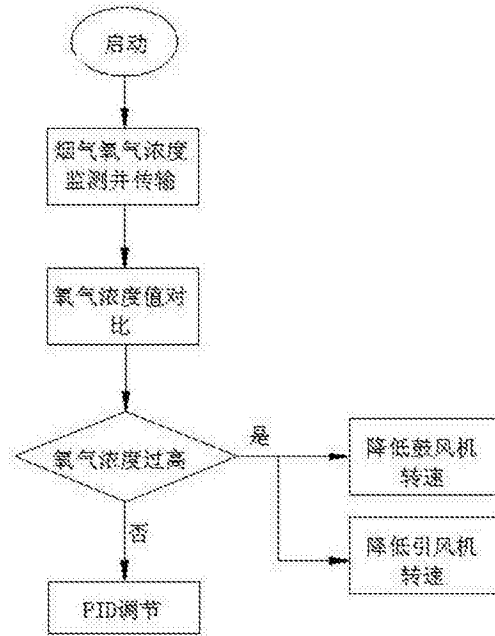 启动
烟气氧气浓度
监测并传输
氧气浓度值对
比
氧气浓度过高
是
降低鼓风机
转速
否
降低引风机
转速
PID调节